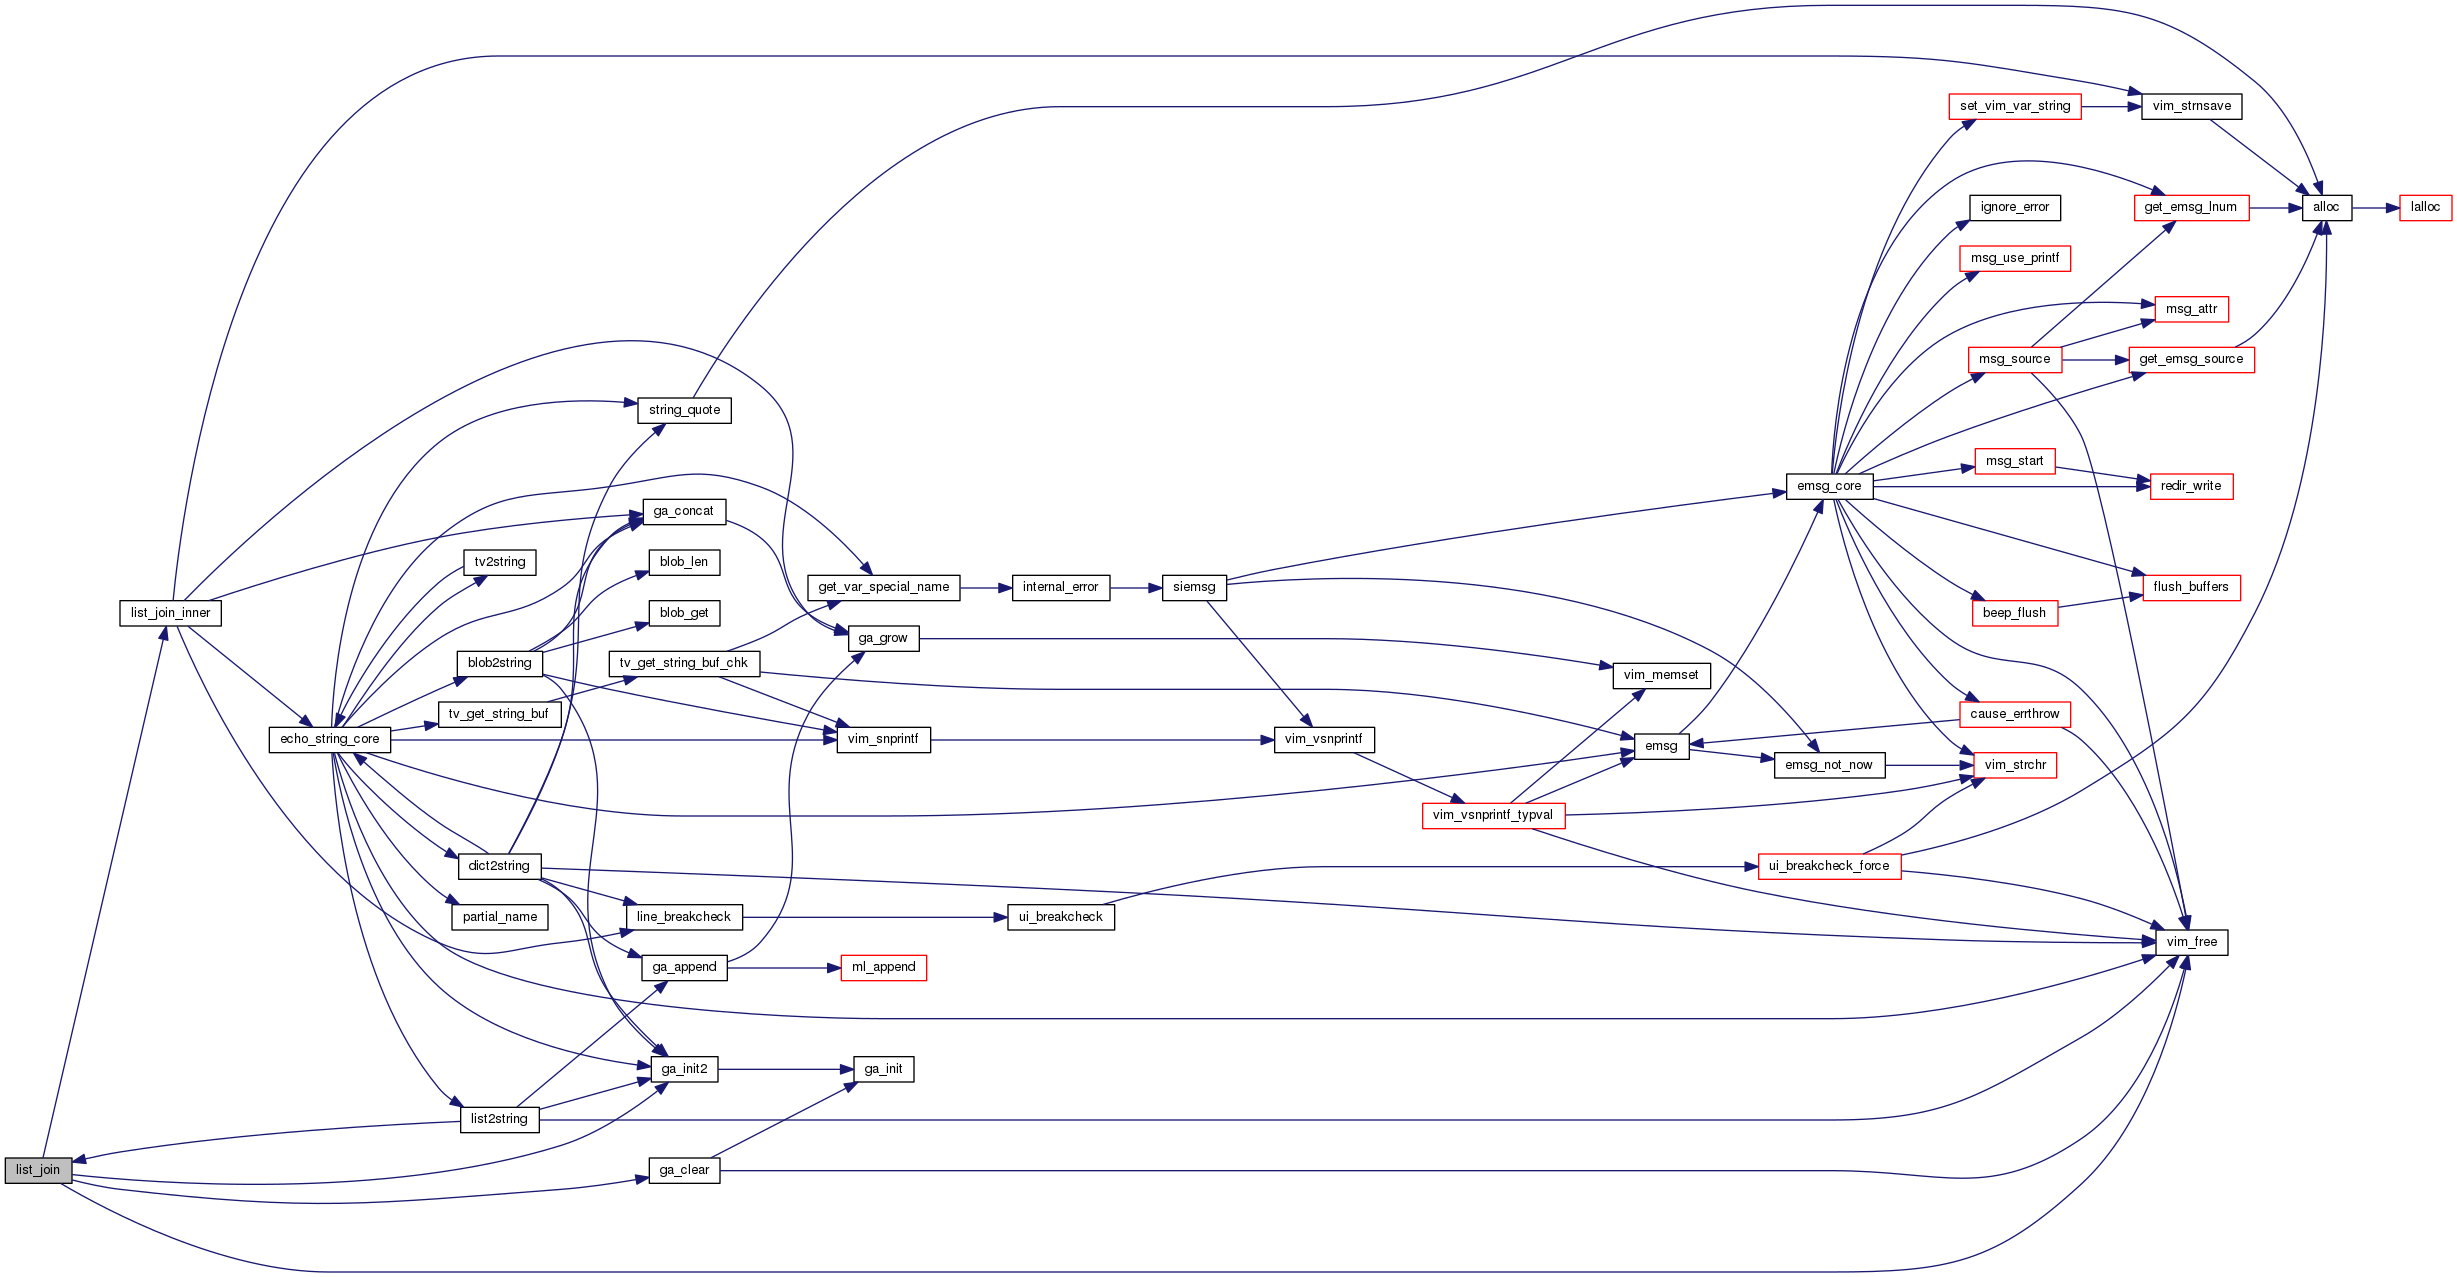 list_join
list_join_inner
echo_string_core
tv2string
blob2string
tv_get_string_buf
dict2string
partial_name
list2string
string_quote
ga_concat
blob_len
blob_get
tv_get_string_buf_chk
line_breakcheck
ga_append
ga_init2
ga_clear
get_var_special_name
ga_grow
vim_snprintf
ml_append
ga_init
internal_error
ui_breakcheck
siemsg
vim_vsnprintf
vim_vsnprintf_typval
vim_memset
emsg
emsg_core
emsg_not_now
ui_breakcheck_force
set_vim_var_string
ignore_error
msg_use_printf
msg_source
msg_start
beep_flush
cause_errthrow
vim_strchr
vim_strnsave
get_emsg_lnum
msg_attr
get_emsg_source
redir_write
flush_buffers
vim_free
alloc
lalloc